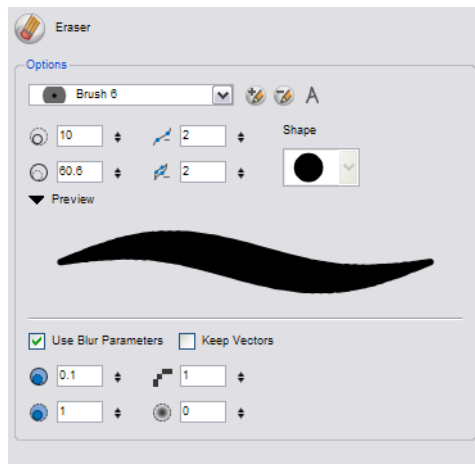 Eraser
Options
Brush 6
A
10 2 Shape
60.6 2
Preview
Use Blur Parameters Keep Vectors
0.1 1
1 0